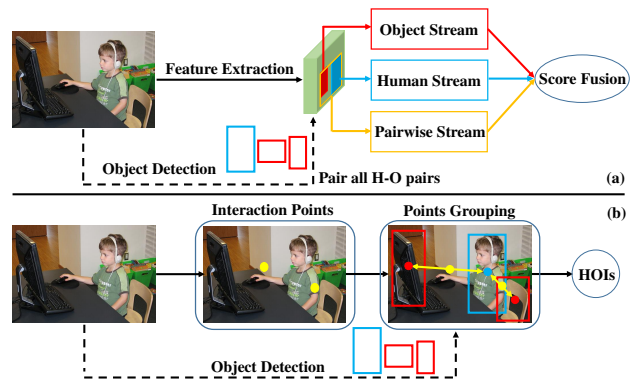 Object Stream
Feature Extraction
Human Stream
Score Fusion
Pairwise Stream
Object Detection
Pair all H-O pairs
(a)
Interaction Points
Points Grouping
(b)
HOIs
Object Detection